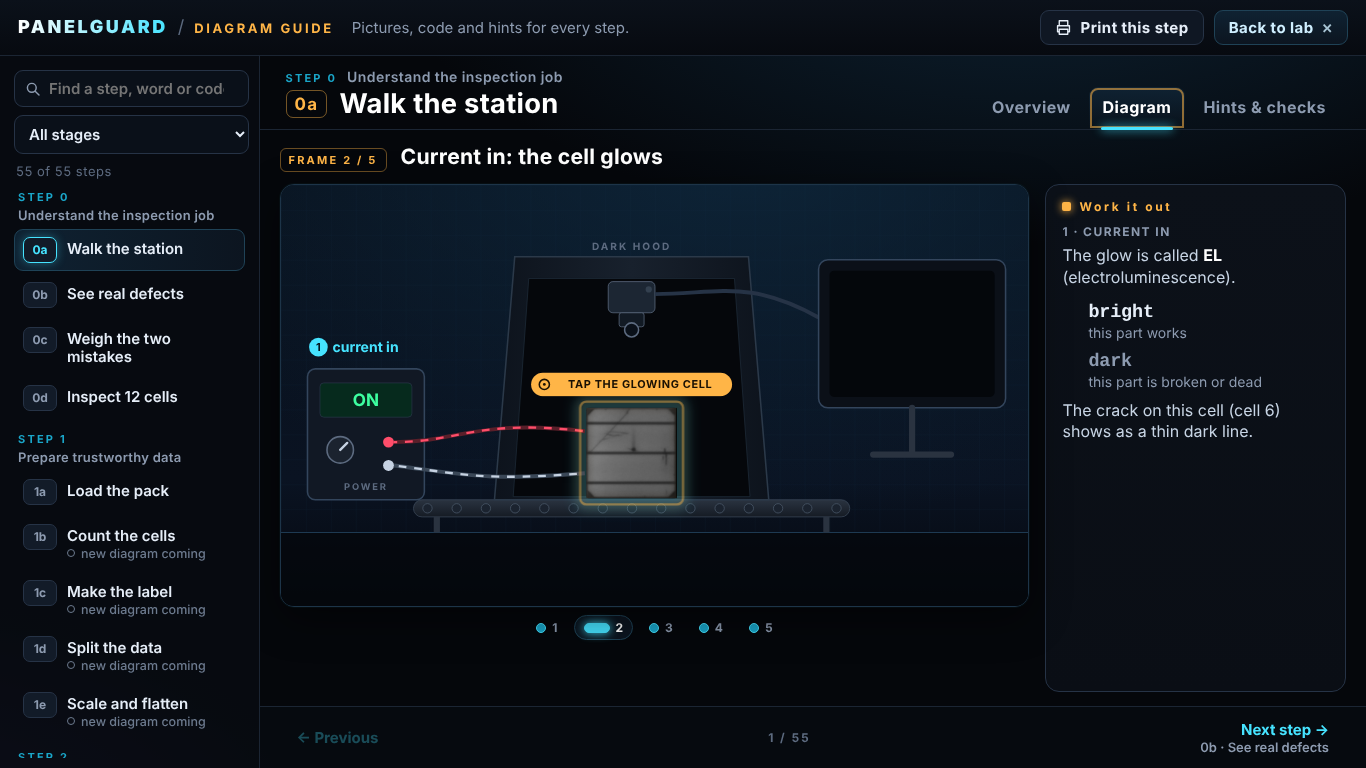 PANELGUARD / DIAGRAM GUIDE Pictures, code and hints for every step.
Print this step
Back to lab ×
Find a step, word or cod
All stages
55 of 55 steps
STEP 0
Understand the inspection job
0a Walk the station
0b See real defects
0c Weigh the two
mistakes
0d Inspect 12 cells
STEP 1
Prepare trustworthy data
1a Load the pack
1b Count the cells
new diagram coming
1c Make the label
new diagram coming
1d Split the data
new diagram coming
1e Scale and flatten
new diagram coming
STEP 2
STEP 0 Understand the inspection job
0a Walk the station
Overview
Diagram
Hints & checks
FRAME 2 / 5 Current in: the cell glows
DARK HOOD
1 current in
ON
POWER
TAP THE GLOWING CELL
1
2
3
4
5
Work it out
1 · CURRENT IN
The glow is called EL
(electroluminescence).
bright
this part works
dark
this part is broken or dead
The crack on this cell (cell 6)
shows as a thin dark line.
← Previous
1 / 55
Next step →
0b · See real defects